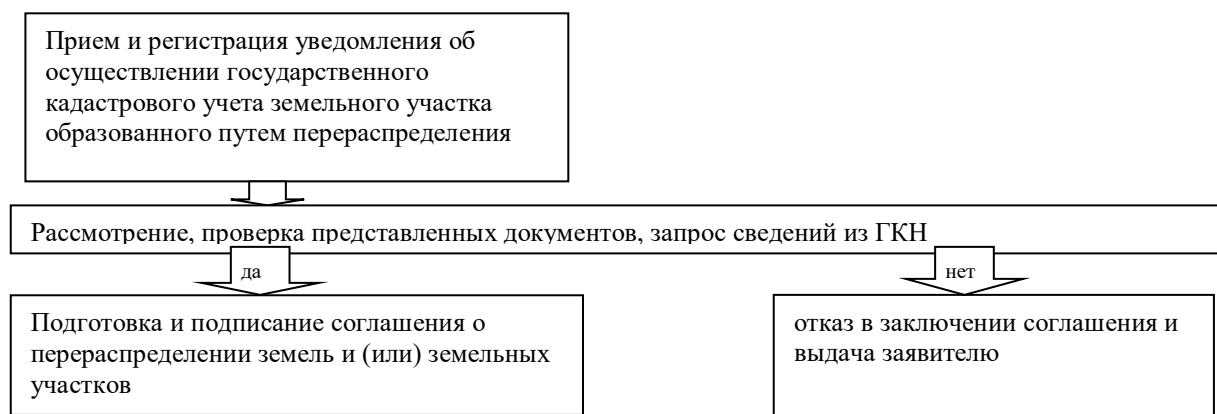 Прием и регистрация уведомления об
осуществлении государственного
кадастрового учета земельного участка
образованного путем перераспределения
Рассмотрение, проверка представленных документов, запрос сведений из ГКН
да
нет
Подготовка и подписание соглашения о
перераспределении земель и (или) земельных
участков
отказ в заключении соглашения и
выдача заявителю